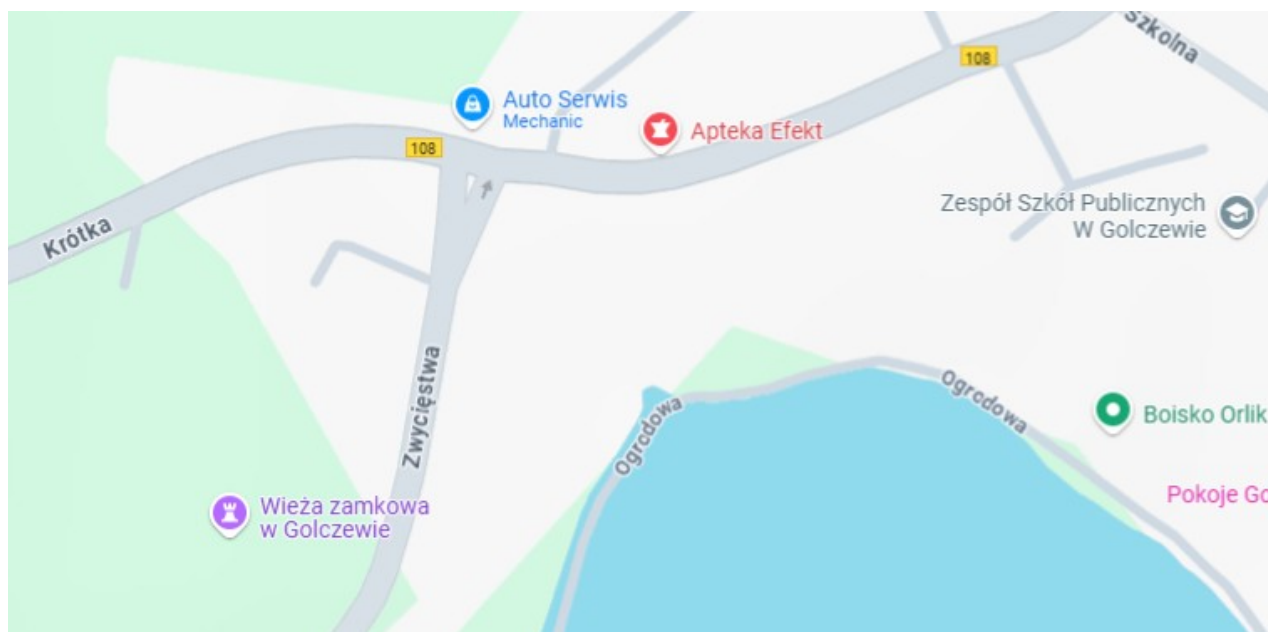 Szkolna
108
Auto Serwis
Mechanic
Apteka Efekt
108
Krótka
Zespół Szkół Publicznych
W Golczewie
Zwycięstwa
Ogrodowa
Ogrodowa
Boisko Orlik
Pokoje Go
Wieża zamkowa
w Golczewie